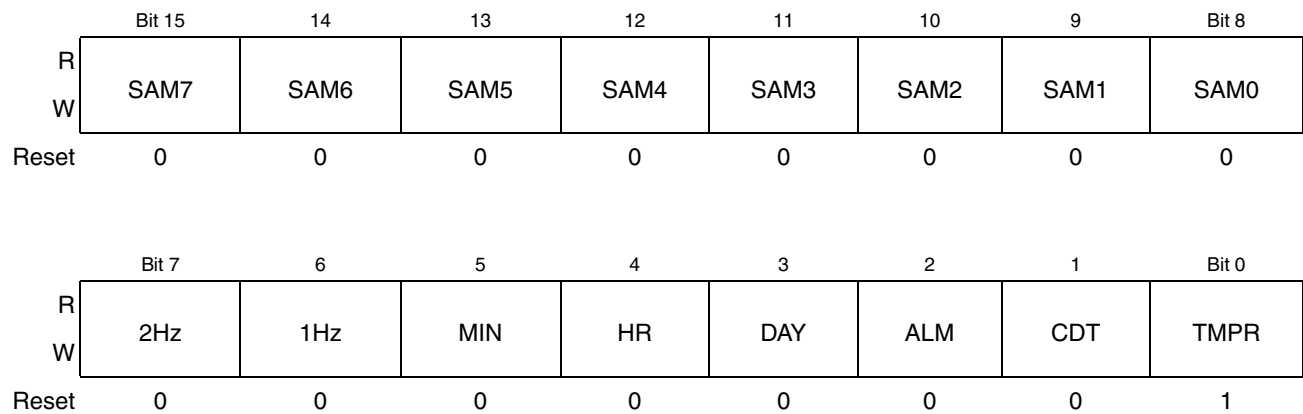 Bit 15 14 13 12 11 10 9 Bit 8
R
W
SAM7 SAM6 SAM5 SAM4 SAM3 SAM2 SAM1 SAM0
Reset 0 0 0 0 0 0 0 0
Bit 7 6 5 4 3 2 1 Bit 0
R
W
2Hz 1Hz MIN HR DAY ALM CDT TMPR
Reset 0 0 0 0 0 0 0 1